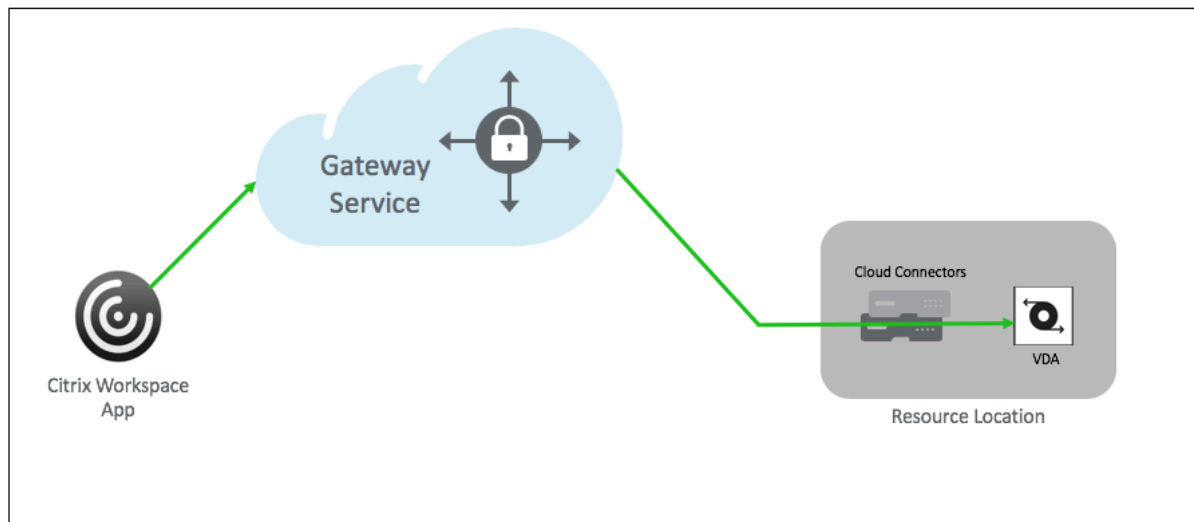 Gateway
Service
Cloud Connectors
VDA
Citrix Workspace
App
Resource Location